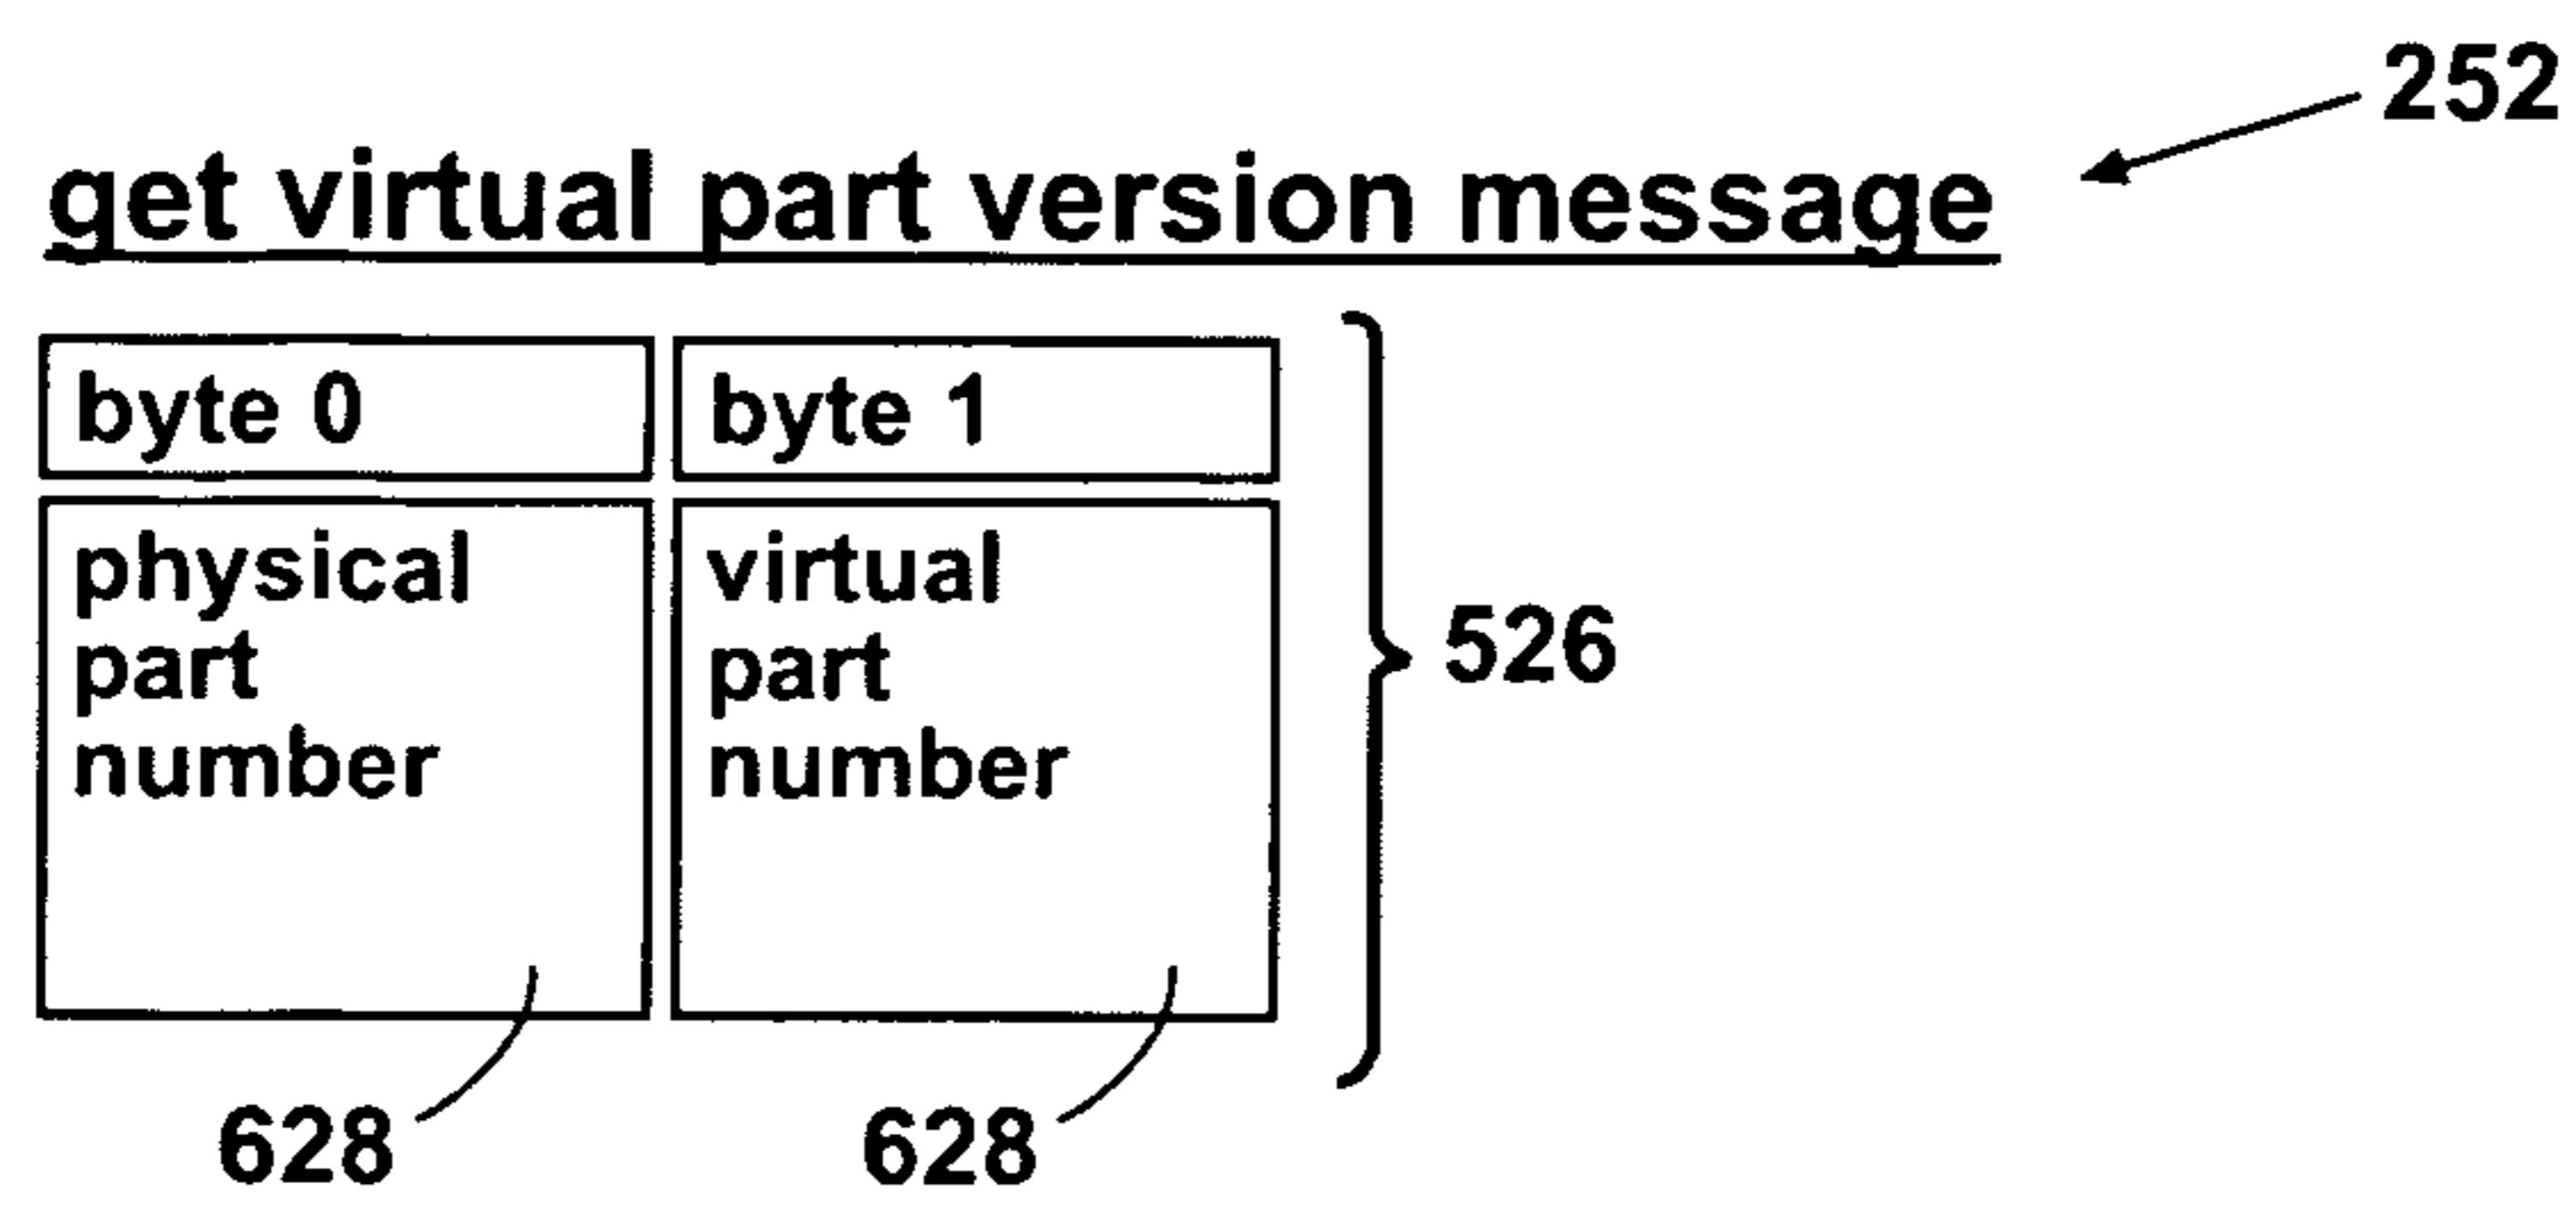 252
get virtual part version message
byte 0
byte 1
physical
part
number
virtual
part
number
526
628
628